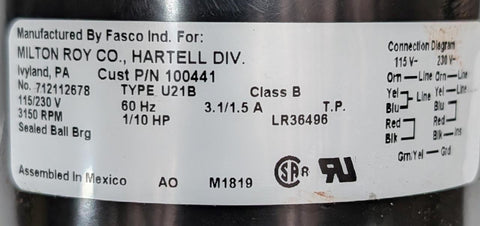 Manufactured By Fasco Ind. For:
MILTON ROY CO., HARTELL DIV.
Ivyland, PA Cust P/N 100441
No. 712112678 TYPE U21B Class B
115/230 V 60 Hz 3.1/1.5 A T.P.
3150 RPM 1/10 HP LR36496
Sealed Ball Brg
Assembled In Mexico AO M1819
SA RU
Connection Diagram
115 V- 230 V-
Orn Line Orn Line
Yel Line Yel
Blu Blu
Red Red
Blk Line Blk Ins
Grn/Yel Grd